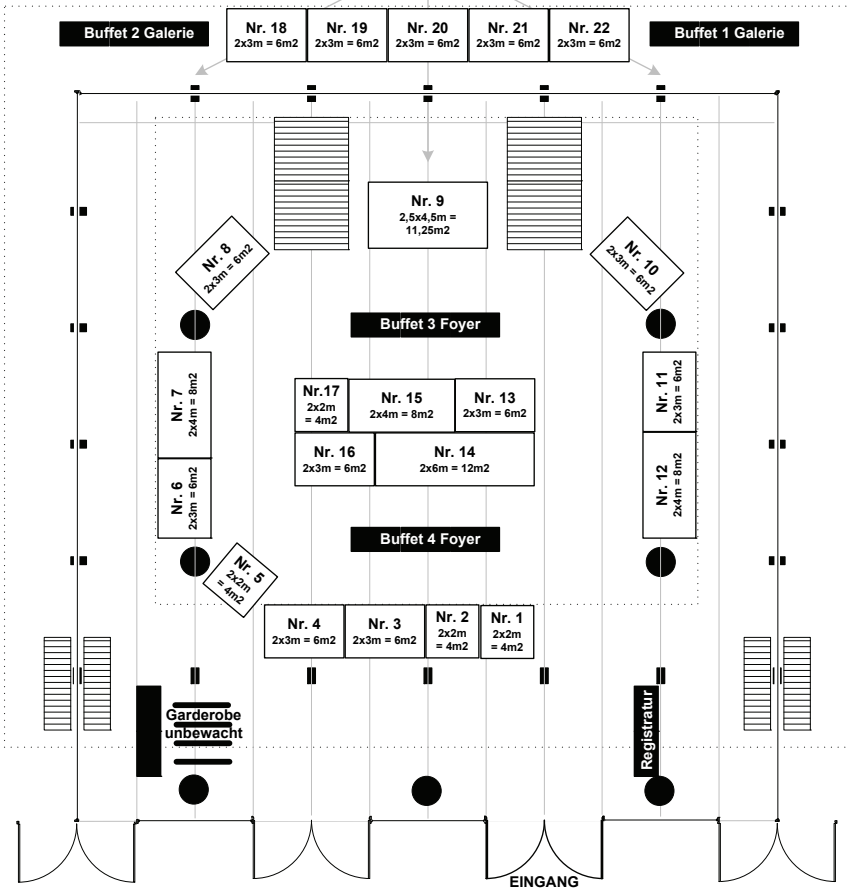 Buffet 2 Galerie
Nr. 18
2x3m = 6m2
Nr. 19
2x3m = 6m2
Nr. 20
2x3m = 6m2
Nr. 21
2x3m = 6m2
Nr. 22
2x3m = 6m2
Buffet 1 Galerie
Nr. 9
2,5x4,5m =
11,25m2
Nr. 8
2x3m = 6m2
Nr. 10
2x3m = 6m2
Buffet 3 Foyer
Nr. 7
2x4m = 8m2
Nr.17
2x2m
= 4m2
Nr. 15
2x4m = 8m2
Nr. 13
2x3m = 6m2
Nr. 11
2x3m = 6m2
Nr. 6
2x3m = 6m2
Nr. 16
2x3m = 6m2
Nr. 14
2x6m = 12m2
Nr. 12
2x4m = 8m2
Buffet 4 Foyer
Nr. 5
2x2m
= 4m2
Nr. 4
2x3m = 6m2
Nr. 3
2x3m = 6m2
Nr. 2
2x2m
= 4m2
Nr. 1
2x2m
= 4m2
Garderobe
unbewacht
Registratur
EINGANG